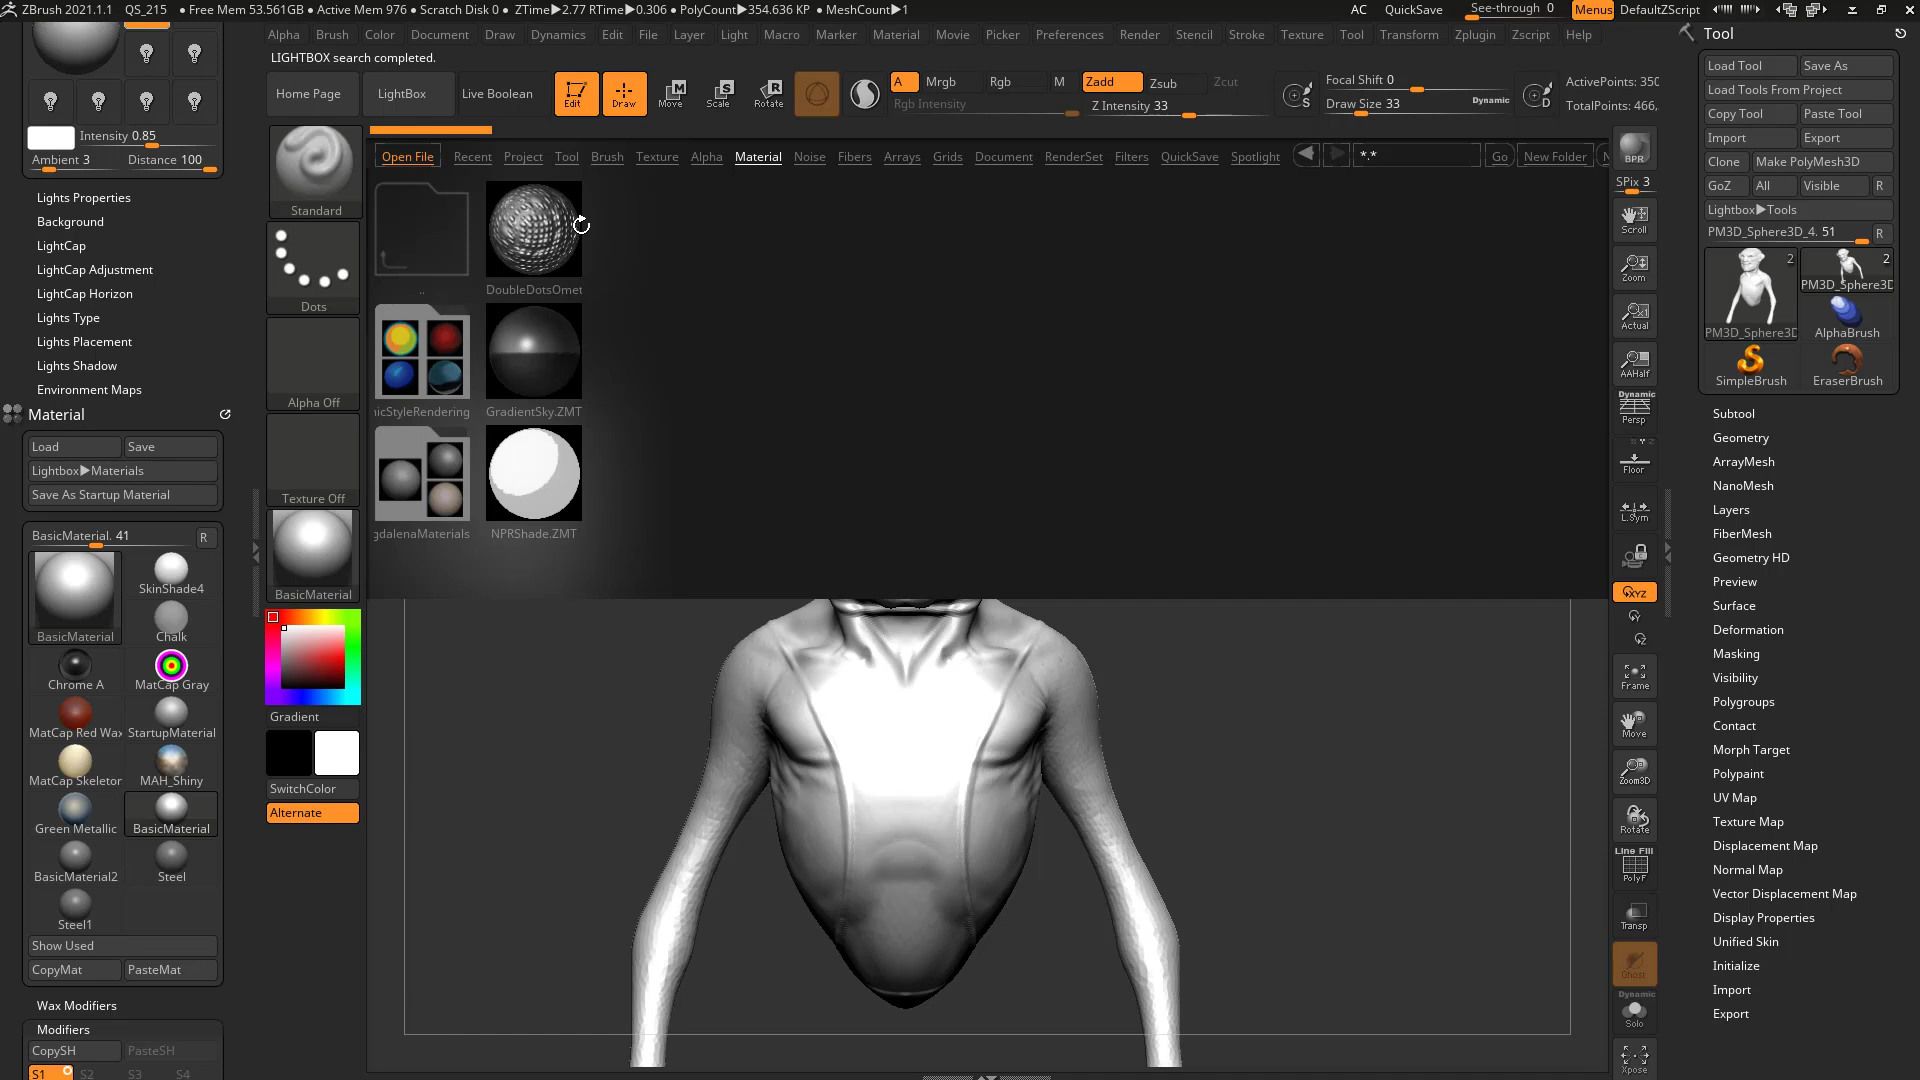 ZBrush 2021.1.1 QS_215 • Free Mem 53.561GB • Active Mem 976 • Scratch Disk 0 • ZTime▶2.77 RTime▶0.306 • PolyCount▶354.636 KP • MeshCount▶1 AC QuickSave See-through 0 Menus DefaultZScript
Alpha Brush Color Document Draw Dynamics Edit File Layer Light Macro Marker Material Movie Picker Preferences Render Stencil Stroke Texture Tool Transform Zplugin Zscript Help
LIGHTBOX search completed.
Home Page LightBox Live Boolean Edit Draw Move Scale Rotate
A Mrgb Rgb M Zadd Zsub Zcut
Rgb Intensity Z Intensity 33
S Focal Shift 0
Draw Size 33 Dynamic
D ActivePoints: 350
TotalPoints: 466,
Intensity 0.85
Ambient 3 Distance 100
Lights Properties
Background
LightCap
LightCap Adjustment
LightCap Horizon
Lights Type
Lights Placement
Lights Shadow
Environment Maps
Material
Load Save
Lightbox▶Materials
Save As Startup Material
BasicMaterial. 41 R
BasicMaterial SkinShade4
Chalk
Chrome A MatCap Gray
MatCap Red Wax StartupMaterial
MatCap Skeletor MAH_Shiny
Green Metallic BasicMaterial
BasicMaterial2 Steel
Steel1
Show Used
CopyMat PasteMat
Wax Modifiers
Modifiers
CopySH PasteSH
S1 S2 S3 S4
Standard
Dots
Alpha Off
Texture Off
BasicMaterial
Gradient
SwitchColor
Alternate
Open File Recent Project Tool Brush Texture Alpha Material Noise Fibers Arrays Grids Document RenderSet Filters QuickSave Spotlight *.* Go New Folder N
.. DoubleDotsOmet
icStyleRendering GradientSky.ZMT
gdalenaMaterials NPRShade.ZMT
BPR
SPix 3
Scroll
Zoom
Actual
AAHalf
Dynamic
Persp
Floor
L.Sym
XYZ
Y
Z
Frame
Move
Zoom3D
Rotate
Line Fill
PolyF
Transp
Ghost
Dynamic
Solo
Xpose
Tool
Load Tool Save As
Load Tools From Project
Copy Tool Paste Tool
Import Export
Clone Make PolyMesh3D
GoZ All Visible R
Lightbox▶Tools
PM3D_Sphere3D_4. 51 R
2 2
PM3D_Sphere3D PM3D_Sphere3D
AlphaBrush
SimpleBrush EraserBrush
Subtool
Geometry
ArrayMesh
NanoMesh
Layers
FiberMesh
Geometry HD
Preview
Surface
Deformation
Masking
Visibility
Polygroups
Contact
Morph Target
Polypaint
UV Map
Texture Map
Displacement Map
Normal Map
Vector Displacement Map
Display Properties
Unified Skin
Initialize
Import
Export